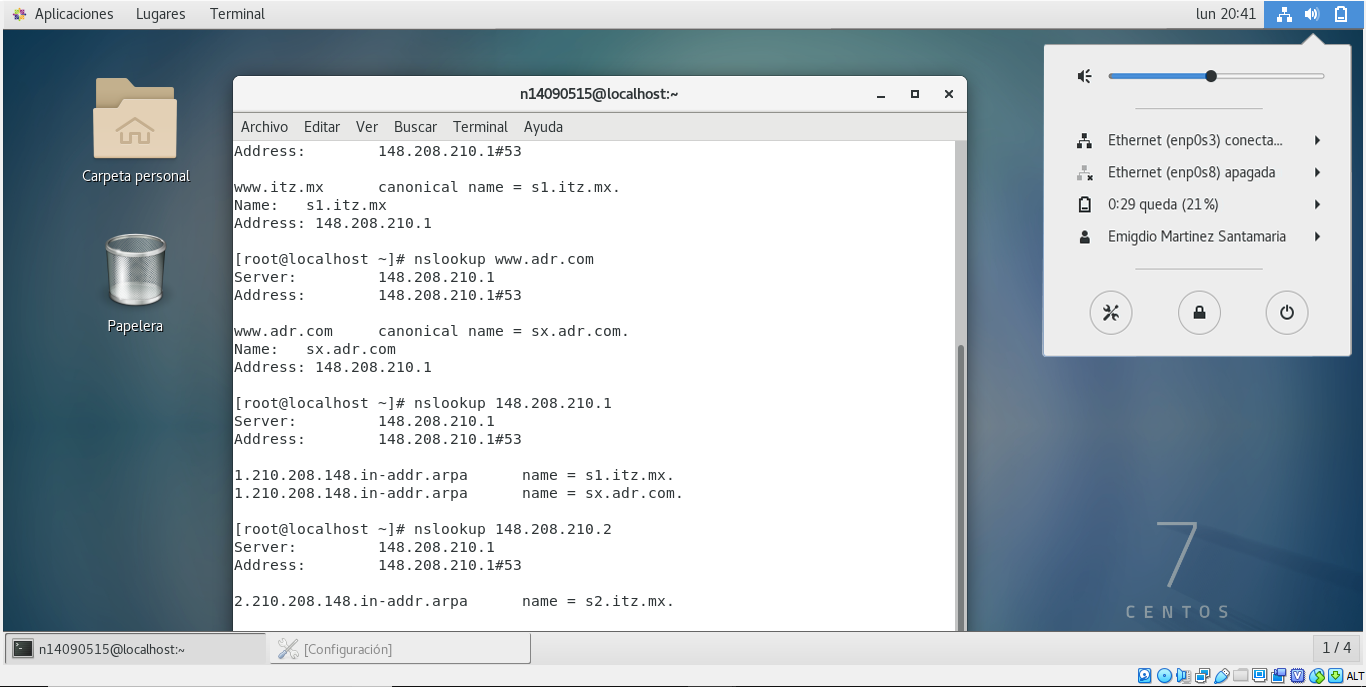 Aplicaciones Lugares Terminal lun 20:41
Carpeta personal
Papelera
n14090515@localhost:~
Archivo Editar Ver Buscar Terminal Ayuda
Address: 148.208.210.1#53
www.itz.mx canonical name = s1.itz.mx.
Name: s1.itz.mx
Address: 148.208.210.1
[root@localhost ~]# nslookup www.adr.com
Server: 148.208.210.1
Address: 148.208.210.1#53
www.adr.com canonical name = sx.adr.com.
Name: sx.adr.com
Address: 148.208.210.1
[root@localhost ~]# nslookup 148.208.210.1
Server: 148.208.210.1
Address: 148.208.210.1#53
1.210.208.148.in-addr.arpa name = s1.itz.mx.
1.210.208.148.in-addr.arpa name = sx.adr.com.
[root@localhost ~]# nslookup 148.208.210.2
Server: 148.208.210.1
Address: 148.208.210.1#53
2.210.208.148.in-addr.arpa name = s2.itz.mx.
Ethernet (enp0s3) conecta...
Ethernet (enp0s8) apagada
0:29 queda (21 %)
Emigdio Martinez Santamaria
7
CENTOS
n14090515@localhost:~ [Configuración] 1 / 4
ALT